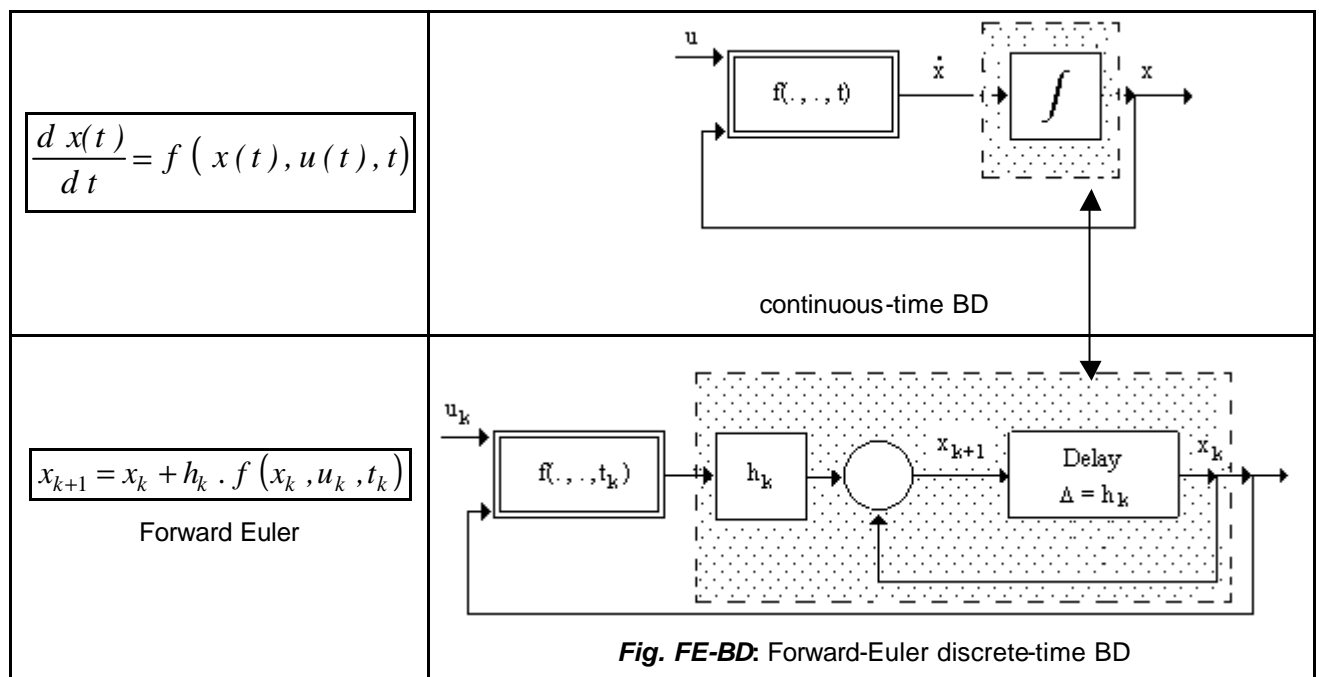 d x(t)
d t = f ( x(t), u(t), t)
u
f(. , . , t)
ẋ
∫
x
continuous-time BD
x_{k+1} = x_k + h_k . f (x_k , u_k , t_k)
Forward Euler
u_k
f(. , . , t_k )
h_k
x_{k+1}
Delay
Δ = h_k
x_k
Fig. FE-BD: Forward-Euler discrete-time BD